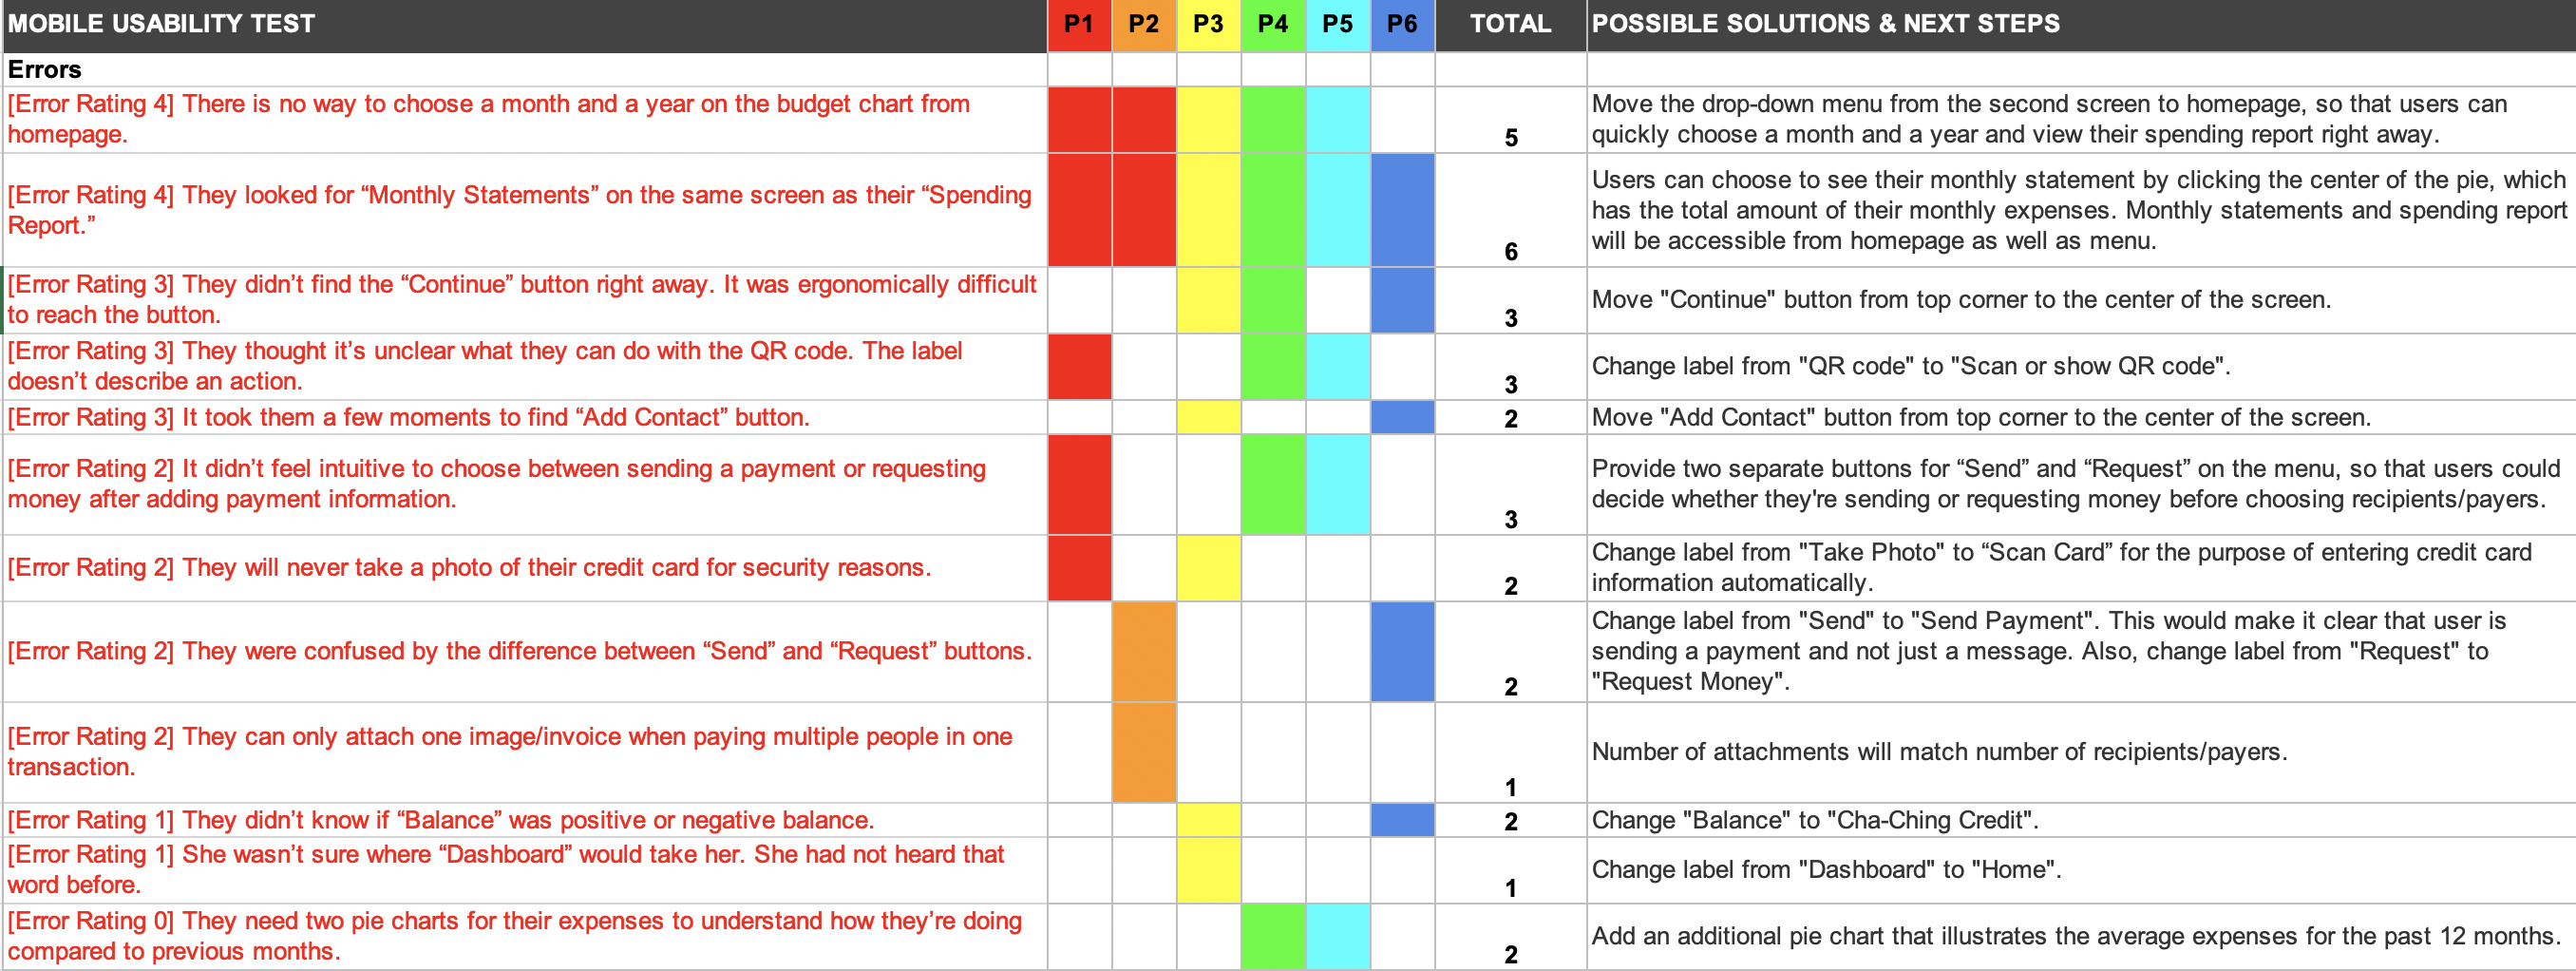 MOBILE USABILITY TEST P1 P2 P3 P4 P5 P6 TOTAL POSSIBLE SOLUTIONS & NEXT STEPS
Errors
[Error Rating 4] There is no way to choose a month and a year on the budget chart from
homepage.
5
Move the drop-down menu from the second screen to homepage, so that users can
quickly choose a month and a year and view their spending report right away.
[Error Rating 4] They looked for “Monthly Statements” on the same screen as their “Spending
Report.”
6
Users can choose to see their monthly statement by clicking the center of the pie, which
has the total amount of their monthly expenses. Monthly statements and spending report
will be accessible from homepage as well as menu.
[Error Rating 3] They didn’t find the “Continue” button right away. It was ergonomically difficult
to reach the button.
3
Move "Continue" button from top corner to the center of the screen.
[Error Rating 3] They thought it’s unclear what they can do with the QR code. The label
doesn’t describe an action.
3
Change label from "QR code" to "Scan or show QR code".
[Error Rating 3] It took them a few moments to find “Add Contact” button.
2
Move "Add Contact" button from top corner to the center of the screen.
[Error Rating 2] It didn’t feel intuitive to choose between sending a payment or requesting
money after adding payment information.
3
Provide two separate buttons for “Send” and “Request” on the menu, so that users could
decide whether they're sending or requesting money before choosing recipients/payers.
[Error Rating 2] They will never take a photo of their credit card for security reasons.
2
Change label from "Take Photo" to “Scan Card” for the purpose of entering credit card
information automatically.
[Error Rating 2] They were confused by the difference between “Send” and “Request” buttons.
2
Change label from "Send" to "Send Payment". This would make it clear that user is
sending a payment and not just a message. Also, change label from "Request" to
"Request Money".
[Error Rating 2] They can only attach one image/invoice when paying multiple people in one
transaction.
1
Number of attachments will match number of recipients/payers.
[Error Rating 1] They didn’t know if “Balance” was positive or negative balance.
2
Change "Balance" to "Cha-Ching Credit".
[Error Rating 1] She wasn’t sure where “Dashboard” would take her. She had not heard that
word before.
1
Change label from "Dashboard" to "Home".
[Error Rating 0] They need two pie charts for their expenses to understand how they’re doing
compared to previous months.
2
Add an additional pie chart that illustrates the average expenses for the past 12 months.